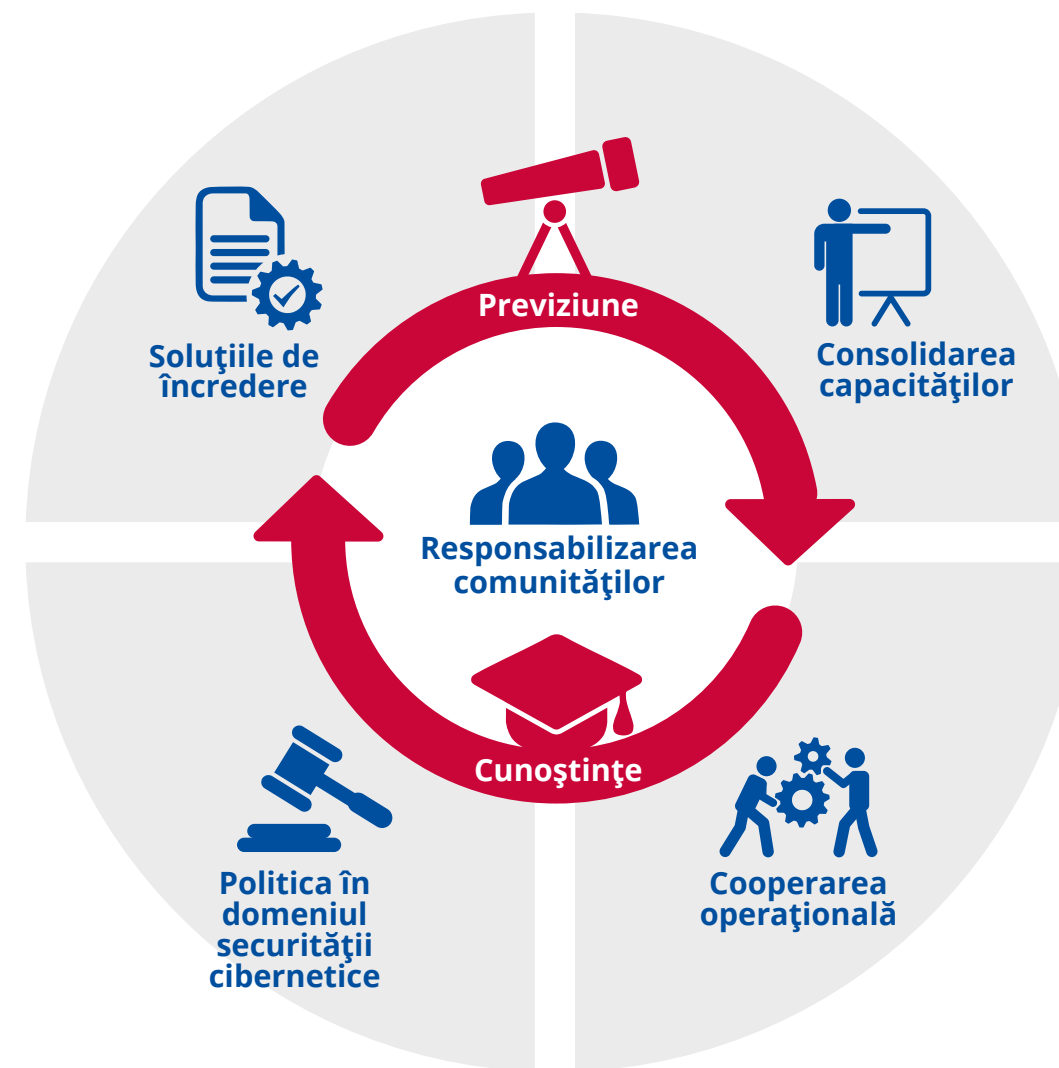 Previziune
Soluţiile de
încredere
Consolidarea
capacităţilor
Responsabilizarea
comunităţilor
Cunoştinţe
Politica în
domeniul
securităţii
cibernetice
Cooperarea
operaţională